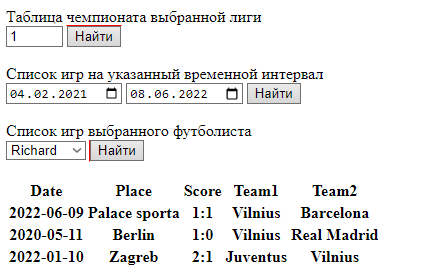 Таблица чемпионата выбранной лиги
1 Найти
Список игр на указанный временной интервал
04.02.2021 08.06.2022 Найти
Список игр выбранного футболиста
Richard Найти
Date Place Score Team1 Team2
2022-06-09 Palace sporta 1:1 Vilnius Barcelona
2020-05-11 Berlin 1:0 Vilnius Real Madrid
2022-01-10 Zagreb 2:1 Juventus Vilnius